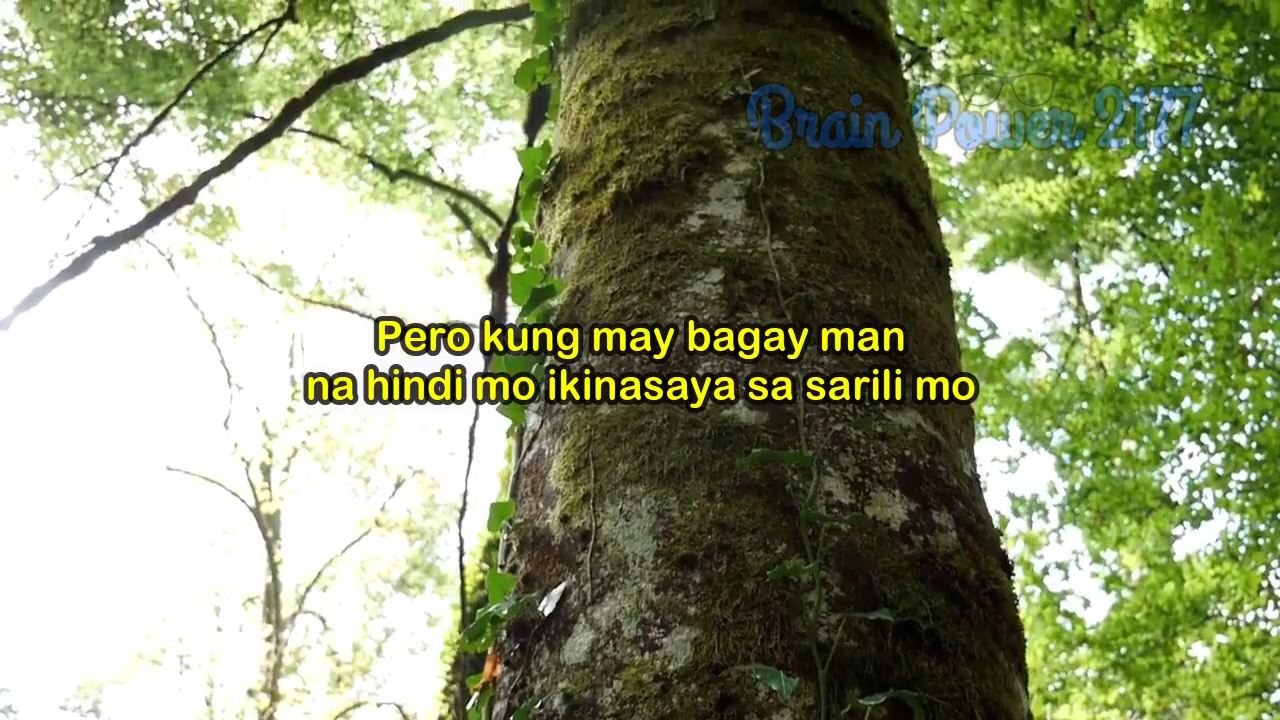 Brain Power 2177
Pero kung may bagay man
na hindi mo ikinasaya sa sarili mo